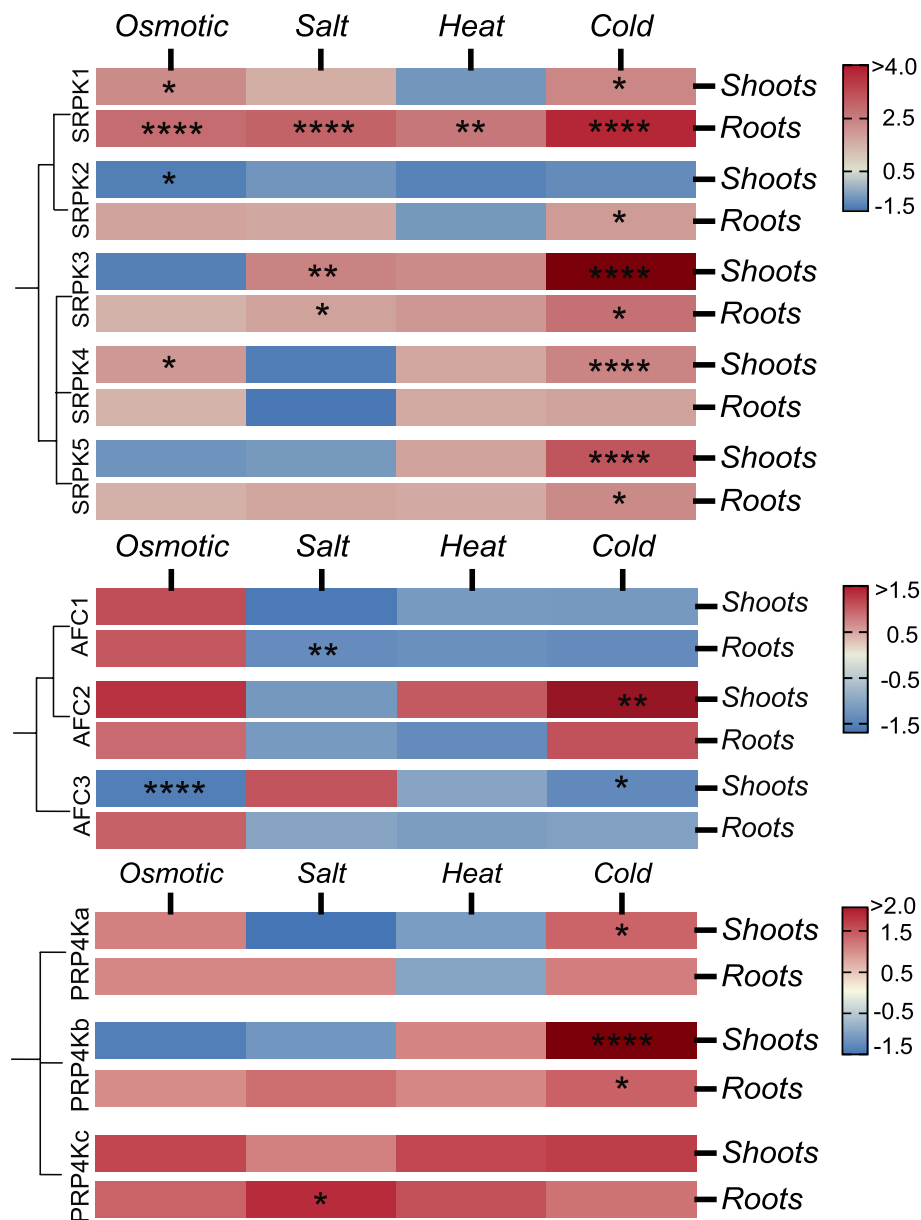 Osmotic Salt Heat Cold
SRPK1 * * Shoots
**** **** ** **** Roots
SRPK2 * Shoots
* Roots
SRPK3 ** **** Shoots
* * Roots
SRPK4 * **** Shoots
Roots
SRPK5 **** Shoots
* Roots
>4.0
2.5
0.5
-1.5
Osmotic Salt Heat Cold
AFC1 Shoots
** Roots
AFC2 ** Shoots
Roots
AFC3 **** * Shoots
Roots
>1.5
0.5
-0.5
-1.5
Osmotic Salt Heat Cold
PRP4Ka * Shoots
Roots
PRP4Kb **** Shoots
* Roots
PRP4Kc Shoots
* Roots
>2.0
1.5
0.5
-0.5
-1.5